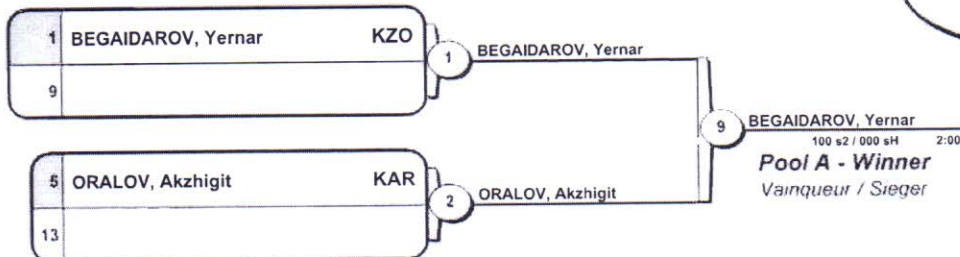 1 BEGAIDAROV, Yernar KZO
9
1 BEGAIDAROV, Yernar
5 ORALOV, Akzhigit KAR
13
2 ORALOV, Akzhigit
9 BEGAIDAROV, Yernar
100 s2 / 000 sH 2:00
Pool A - Winner
Vainqueur / Sieger